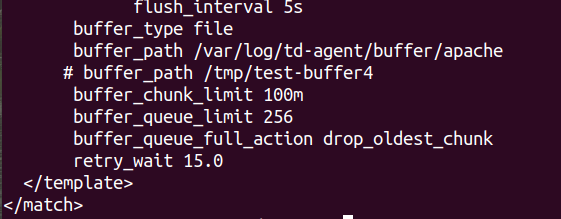 flush_interval 5s
buffer_type file
buffer_path /var/log/td-agent/buffer/apache
# buffer_path /tmp/test-buffer4
buffer_chunk_limit 100m
buffer_queue_limit 256
buffer_queue_full_action drop_oldest_chunk
retry_wait 15.0
</template>
</match>